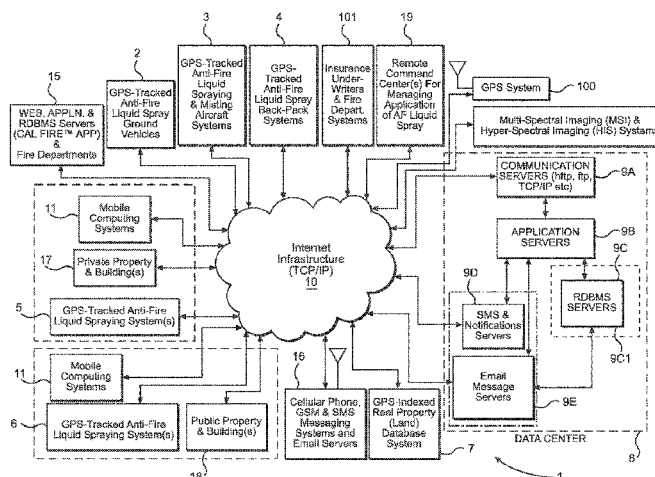 15
WEB, APPLN. &
RDBMS Servers
(CAL FIRE™ APP)
&
Fire Departments
2
GPS-Tracked
Anti-Fire
Liquid Spray
Ground
Vehicles
3
GPS-Tracked
Anti-Fire
Liquid
Spraying
& Misting
Aircraft
Systems
4
GPS-
Tracked
Anti-Fire
Liquid Spray
Back-Pack
Systems
101
Insurance
Under-
Writers
& Fire
Depart.
Systems
19
Remote
Command
Center(s) For
Managing
Application
of AF Liquid
Spray
GPS System
100
Multi-Spectral Imaging (MSI) &
Hyper-Spectral Imaging (HIS) Systems
COMMUNICATION
SERVERS (http, ftp,
TCP/IP etc)
9A
APPLICATION
SERVERS
9B
9C
RDBMS
SERVERS
9C1
9D
SMS &
Notifications
Servers
Email
Message
Servers
9E
DATA CENTER
8
11
Mobile
Computing
Systems
17
Private Property
& Building(s)
5
GPS-Tracked Anti-Fire
Liquid Spraying System(s)
Internet
Infrastructure
(TCP/IP)
10
11
Mobile
Computing
Systems
6
GPS-Tracked Anti-Fire
Liquid Spraying System(s)
Public Property
& Building(s)
18
16
Cellular Phone,
GSM & SMS
Messaging
Systems and
Email Servers
GPS-Indexed
Real Property
(Land)
Database
System
7
1